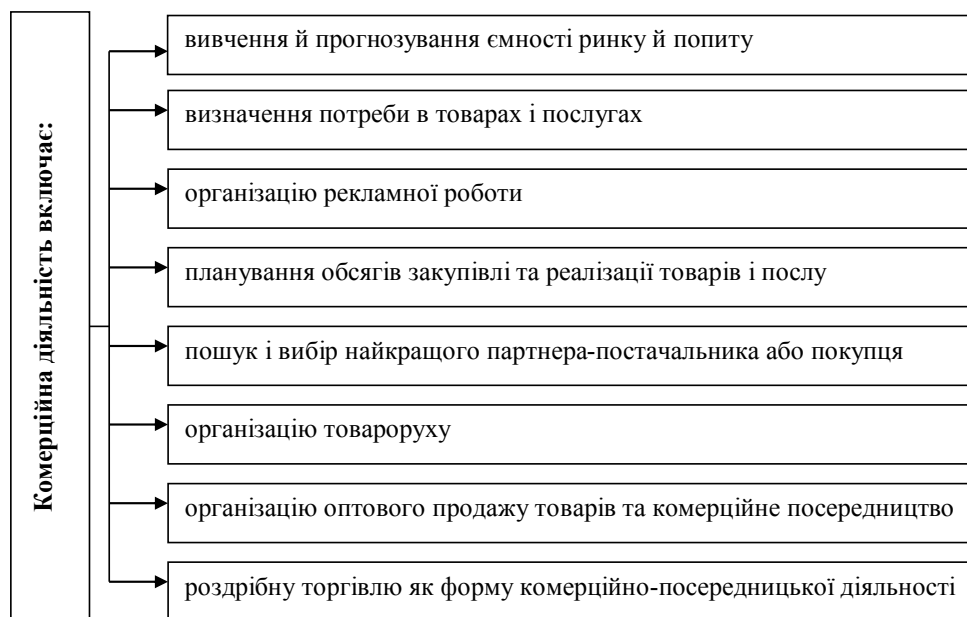 Комерційна діяльність включає:
вивчення й прогнозування ємності ринку й попиту
визначення потреби в товарах і послугах
організацію рекламної роботи
планування обсягів закупівлі та реалізації товарів і послу
пошук і вибір найкращого партнера-постачальника або покупця
організацію товароруху
організацію оптового продажу товарів та комерційне посередництво
роздрібну торгівлю як форму комерційно-посередницької діяльності